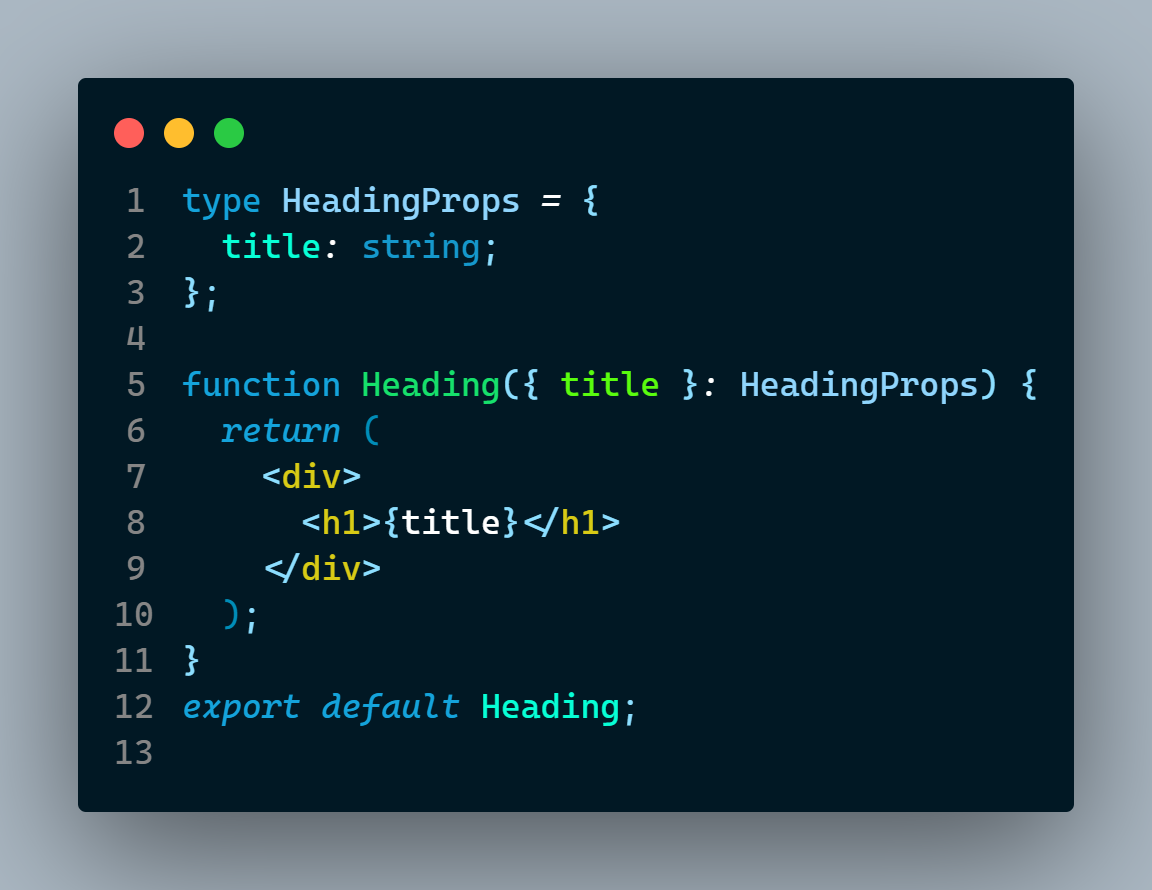 1 type HeadingProps = {
2   title: string;
3 };
4
5 function Heading({ title }: HeadingProps) {
6   return (
7     <div>
8       <h1>{title}</h1>
9     </div>
10   );
11 }
12 export default Heading;
13